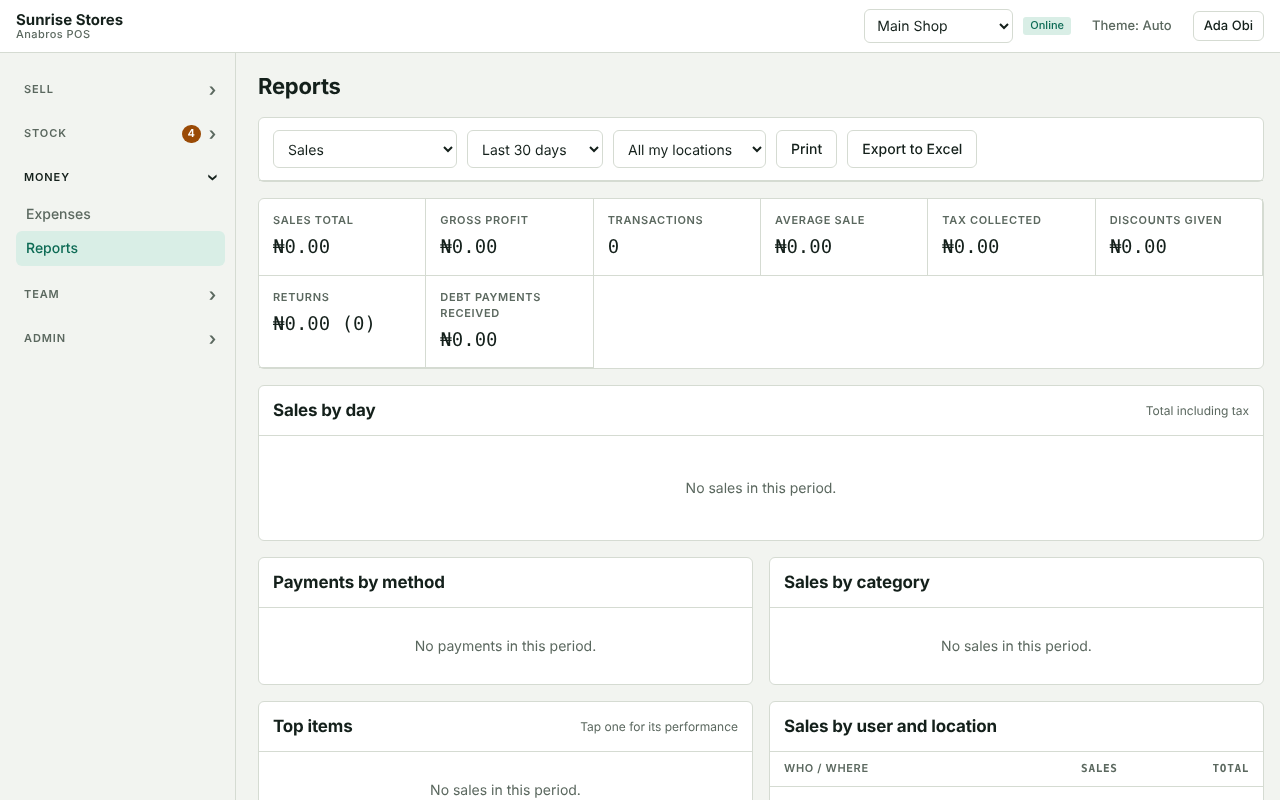 Sunrise Stores
Anabros POS
Main Shop
Online
Theme: Auto
Ada Obi
SELL
STOCK
4
MONEY
Expenses
Reports
TEAM
ADMIN
Reports
Sales
Last 30 days
All my locations
Print
Export to Excel
SALES TOTAL
₦0.00
GROSS PROFIT
₦0.00
TRANSACTIONS
0
AVERAGE SALE
₦0.00
TAX COLLECTED
₦0.00
DISCOUNTS GIVEN
₦0.00
RETURNS
₦0.00 (0)
DEBT PAYMENTS
RECEIVED
₦0.00
Sales by day
Total including tax
No sales in this period.
Payments by method
No payments in this period.
Sales by category
No sales in this period.
Top items
Tap one for its performance
No sales in this period.
Sales by user and location
WHO / WHERE
SALES
TOTAL